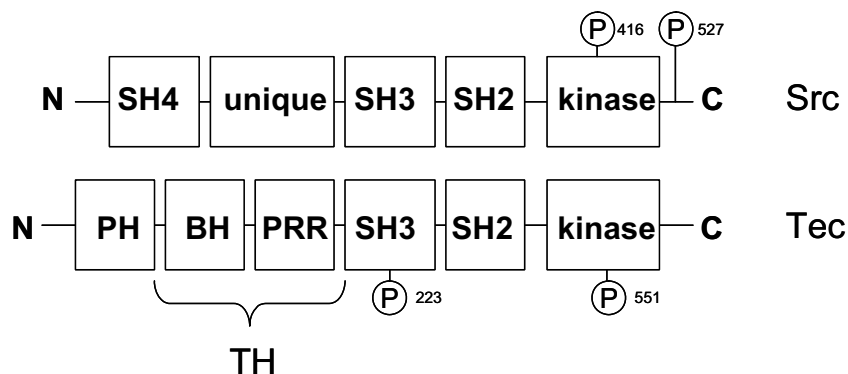 P 416 P 527
N SH4 unique SH3 SH2 kinase C Src
N PH BH PRR SH3 SH2 kinase C Tec
P 223 P 551
TH